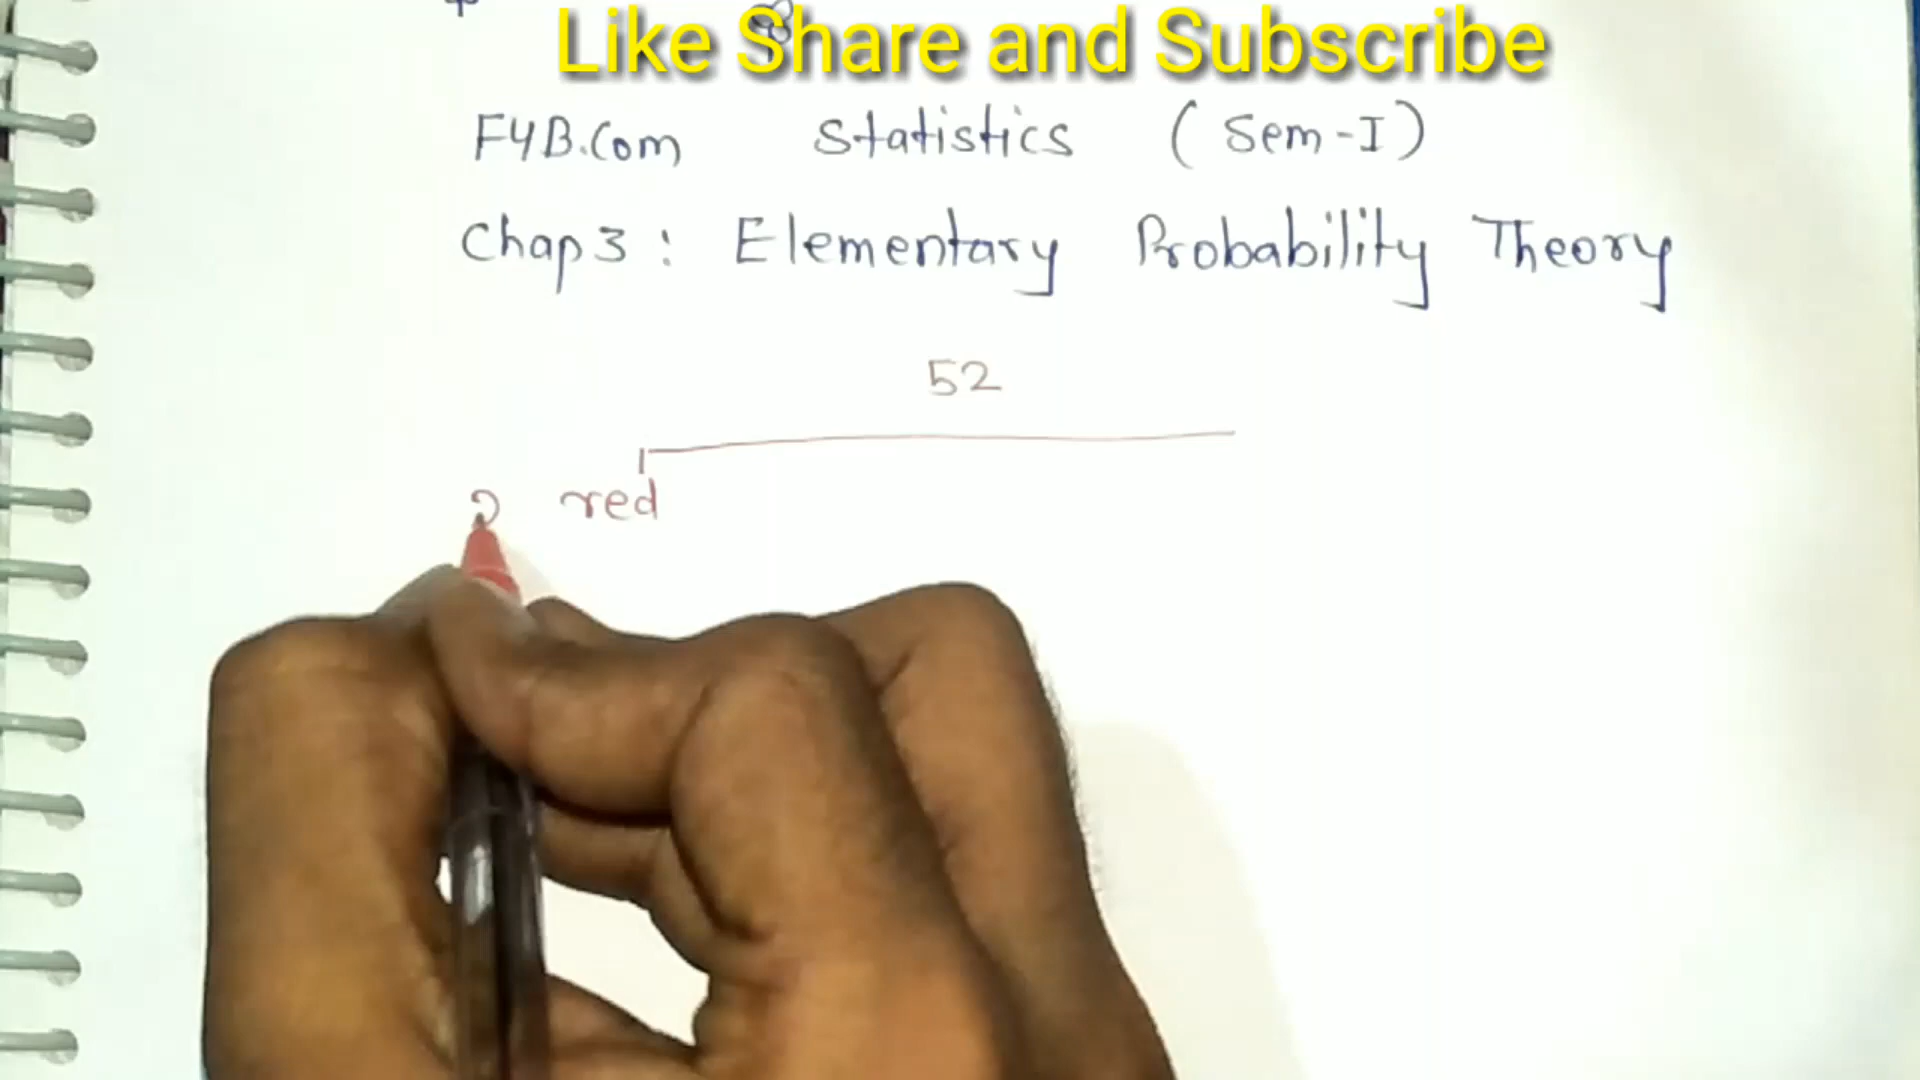 Like Share and Subscribe
FYB.Com Statistics (Sem-I)
Chap 3 : Elementary Probability Theory
52
red